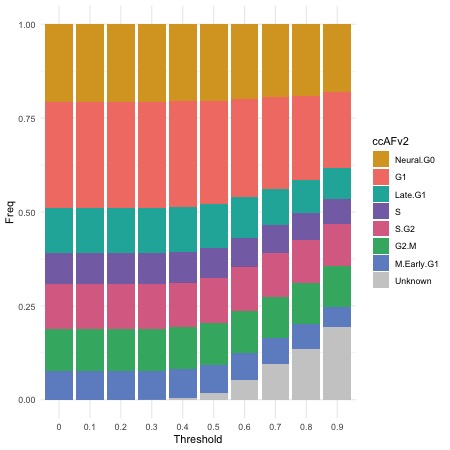 1.00
0.75
0.50
0.25
0.00
Freq
0 0.1 0.2 0.3 0.4 0.5 0.6 0.7 0.8 0.9
Threshold
ccAFv2
Neural.G0
G1
Late.G1
S
S.G2
G2.M
M.Early.G1
Unknown